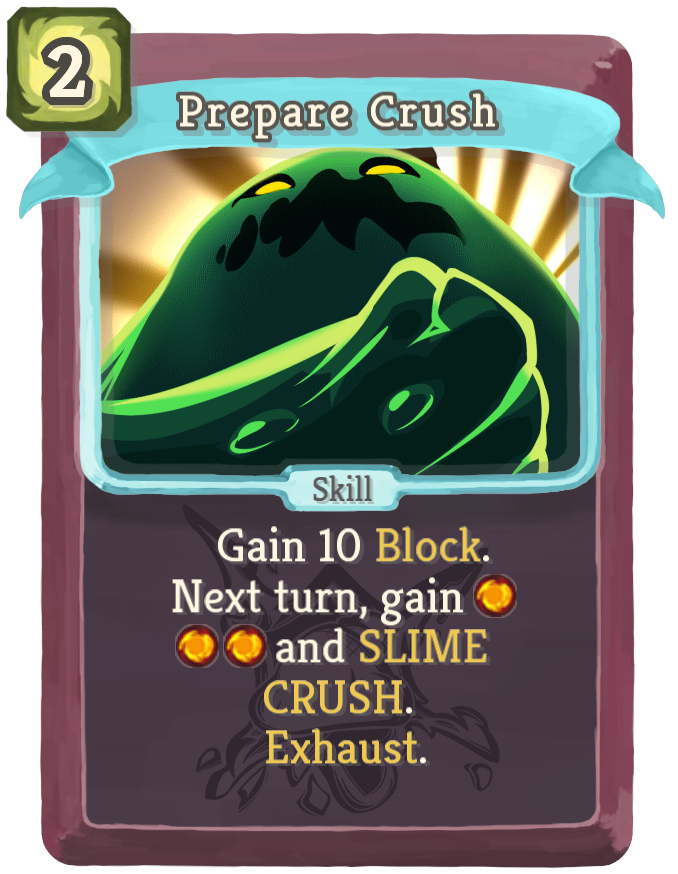 2
Prepare Crush
Skill
Gain 10 Block.
Next turn, gain
and SLIME
CRUSH.
Exhaust.